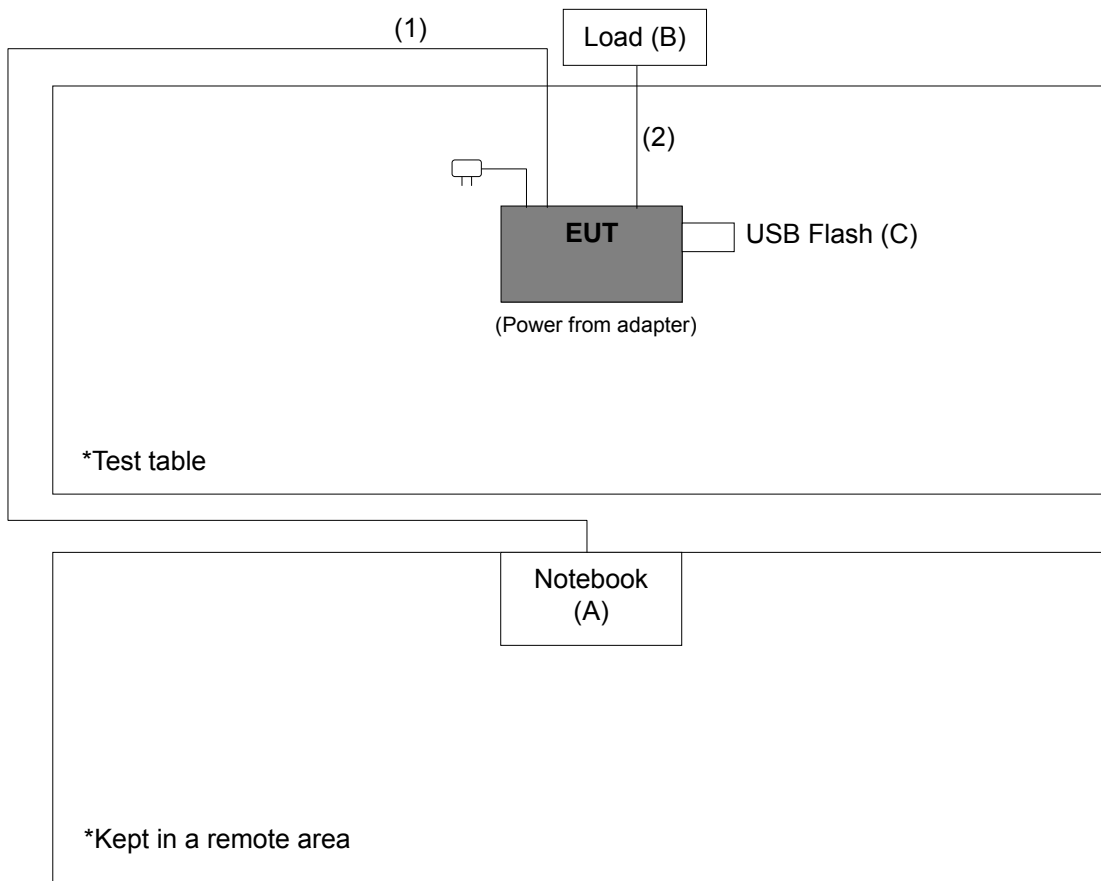 (1)
Load (B)
(2)
EUT
USB Flash (C)
(Power from adapter)
*Test table
Notebook
(A)
*Kept in a remote area